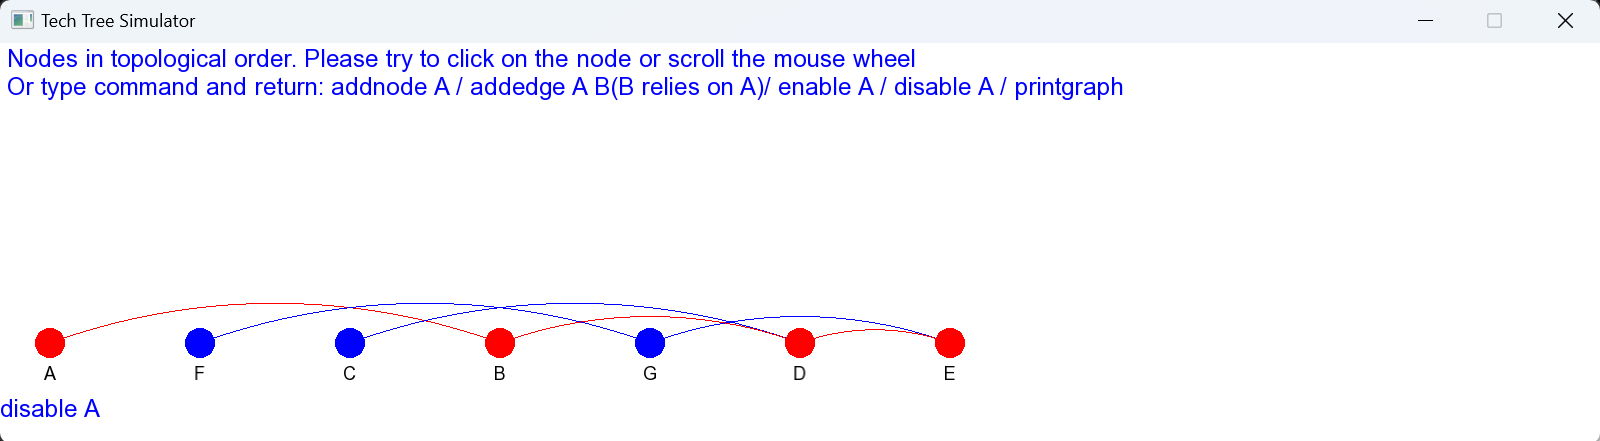 Tech Tree Simulator
Nodes in topological order. Please try to click on the node or scroll the mouse wheel
Or type command and return: addnode A / addedge A B(B relies on A)/ enable A / disable A / printgraph
A F C B G D E
disable A